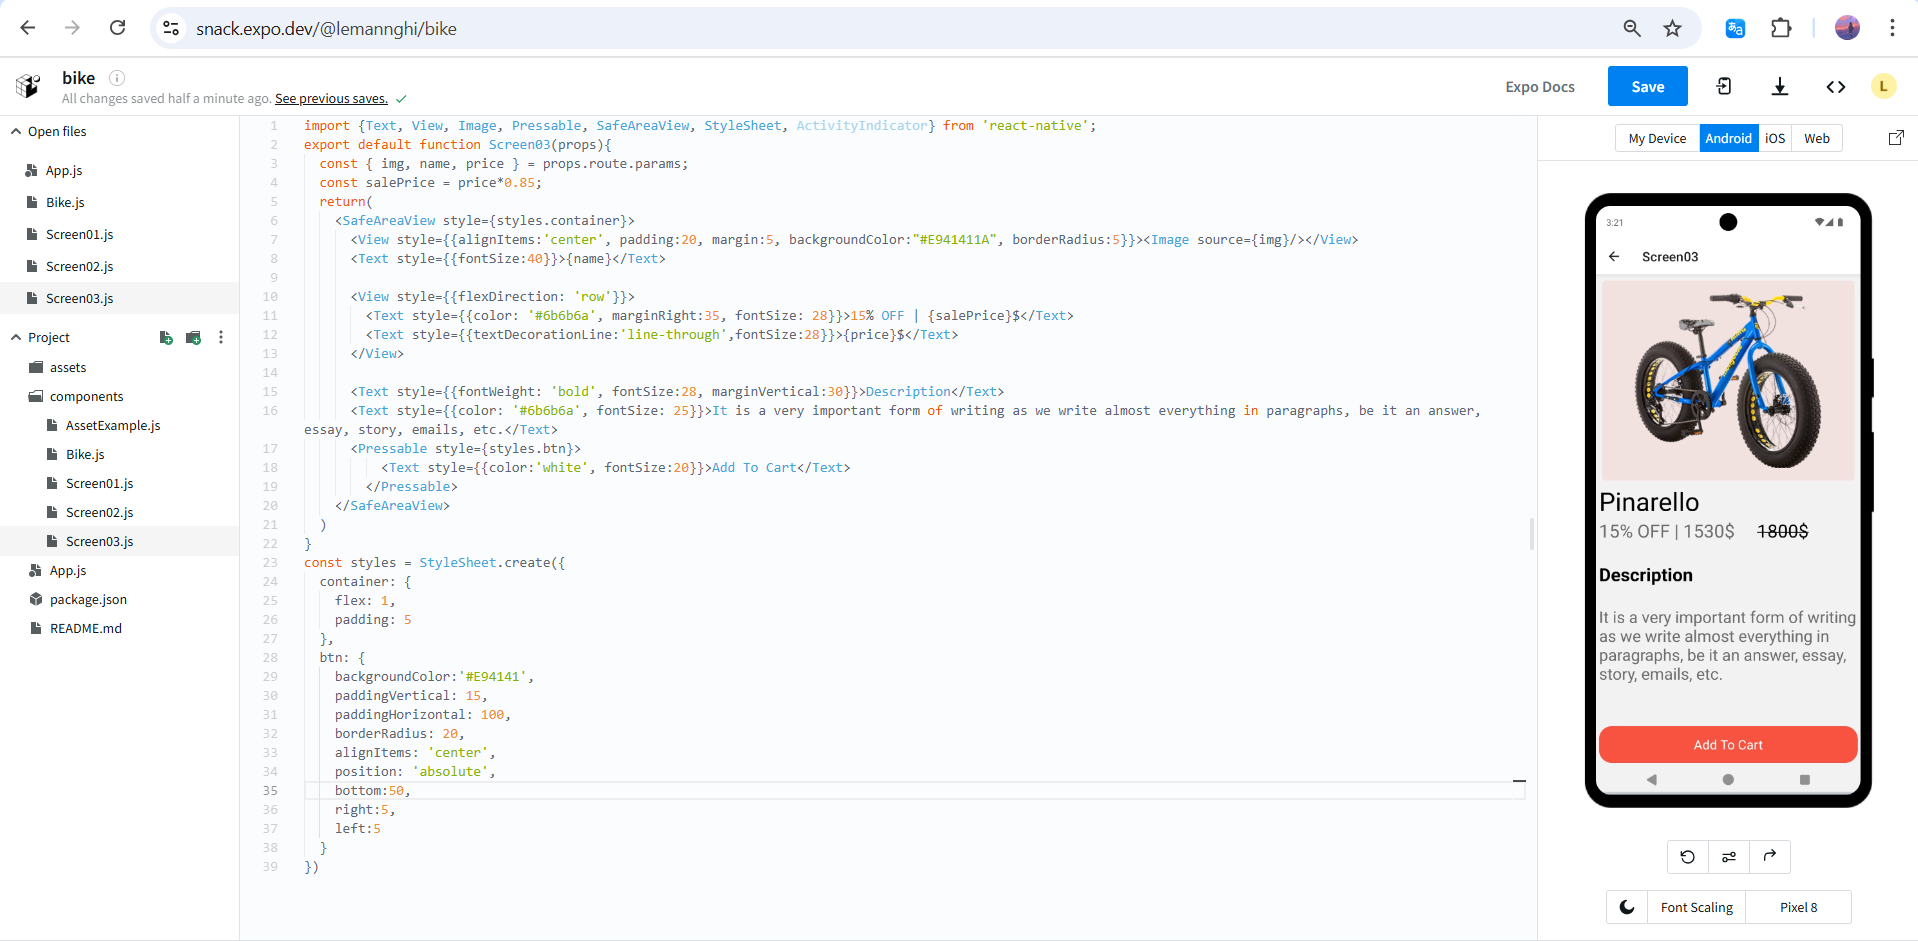 snack.expo.dev/@lemannghi/bike
bike
All changes saved half a minute ago. See previous saves.
Expo Docs
Save
L
Open files
App.js
Bike.js
Screen01.js
Screen02.js
Screen03.js
Project
assets
components
AssetExample.js
Bike.js
Screen01.js
Screen02.js
Screen03.js
App.js
package.json
README.md
1 import {Text, View, Image, Pressable, SafeAreaView, StyleSheet, ActivityIndicator} from 'react-native';
2 export default function Screen03(props){
3 const { img, name, price } = props.route.params;
4 const salePrice = price*0.85;
5 return(
6 <SafeAreaView style={styles.container}>
7 <View style={{alignItems:'center', padding:20, margin:5, backgroundColor:"#E941411A", borderRadius:5}}><Image source={img}/></View>
8 <Text style={{fontSize:40}}>{name}</Text>
9
10 <View style={{flexDirection: 'row'}}>
11 <Text style={{color: '#6b6b6a', marginRight:35, fontSize: 28}}>15% OFF | {salePrice}$</Text>
12 <Text style={{textDecorationLine:'line-through',fontSize:28}}>{price}$</Text>
13 </View>
14
15 <Text style={{fontWeight: 'bold', fontSize:28, marginVertical:30}}>Description</Text>
16 <Text style={{color: '#6b6b6a', fontSize: 25}}>It is a very important form of writing as we write almost everything in paragraphs, be it an answer,
essay, story, emails, etc.</Text>
17 <Pressable style={styles.btn}>
18 <Text style={{color:'white', fontSize:20}}>Add To Cart</Text>
19 </Pressable>
20 </SafeAreaView>
21 )
22 }
23 const styles = StyleSheet.create({
24 container: {
25 flex: 1,
26 padding: 5
27 },
28 btn: {
29 backgroundColor:'#E94141',
30 paddingVertical: 15,
31 paddingHorizontal: 100,
32 borderRadius: 20,
33 alignItems: 'center',
34 position: 'absolute',
35 bottom:50,
36 right:5,
37 left:5
38 }
39 })
My Device
Android
iOS
Web
3:21
Screen03
Pinarello
15% OFF | 1530$ 1800$
Description
It is a very important form of writing
as we write almost everything in
paragraphs, be it an answer, essay,
story, emails, etc.
Add To Cart
Font Scaling
Pixel 8